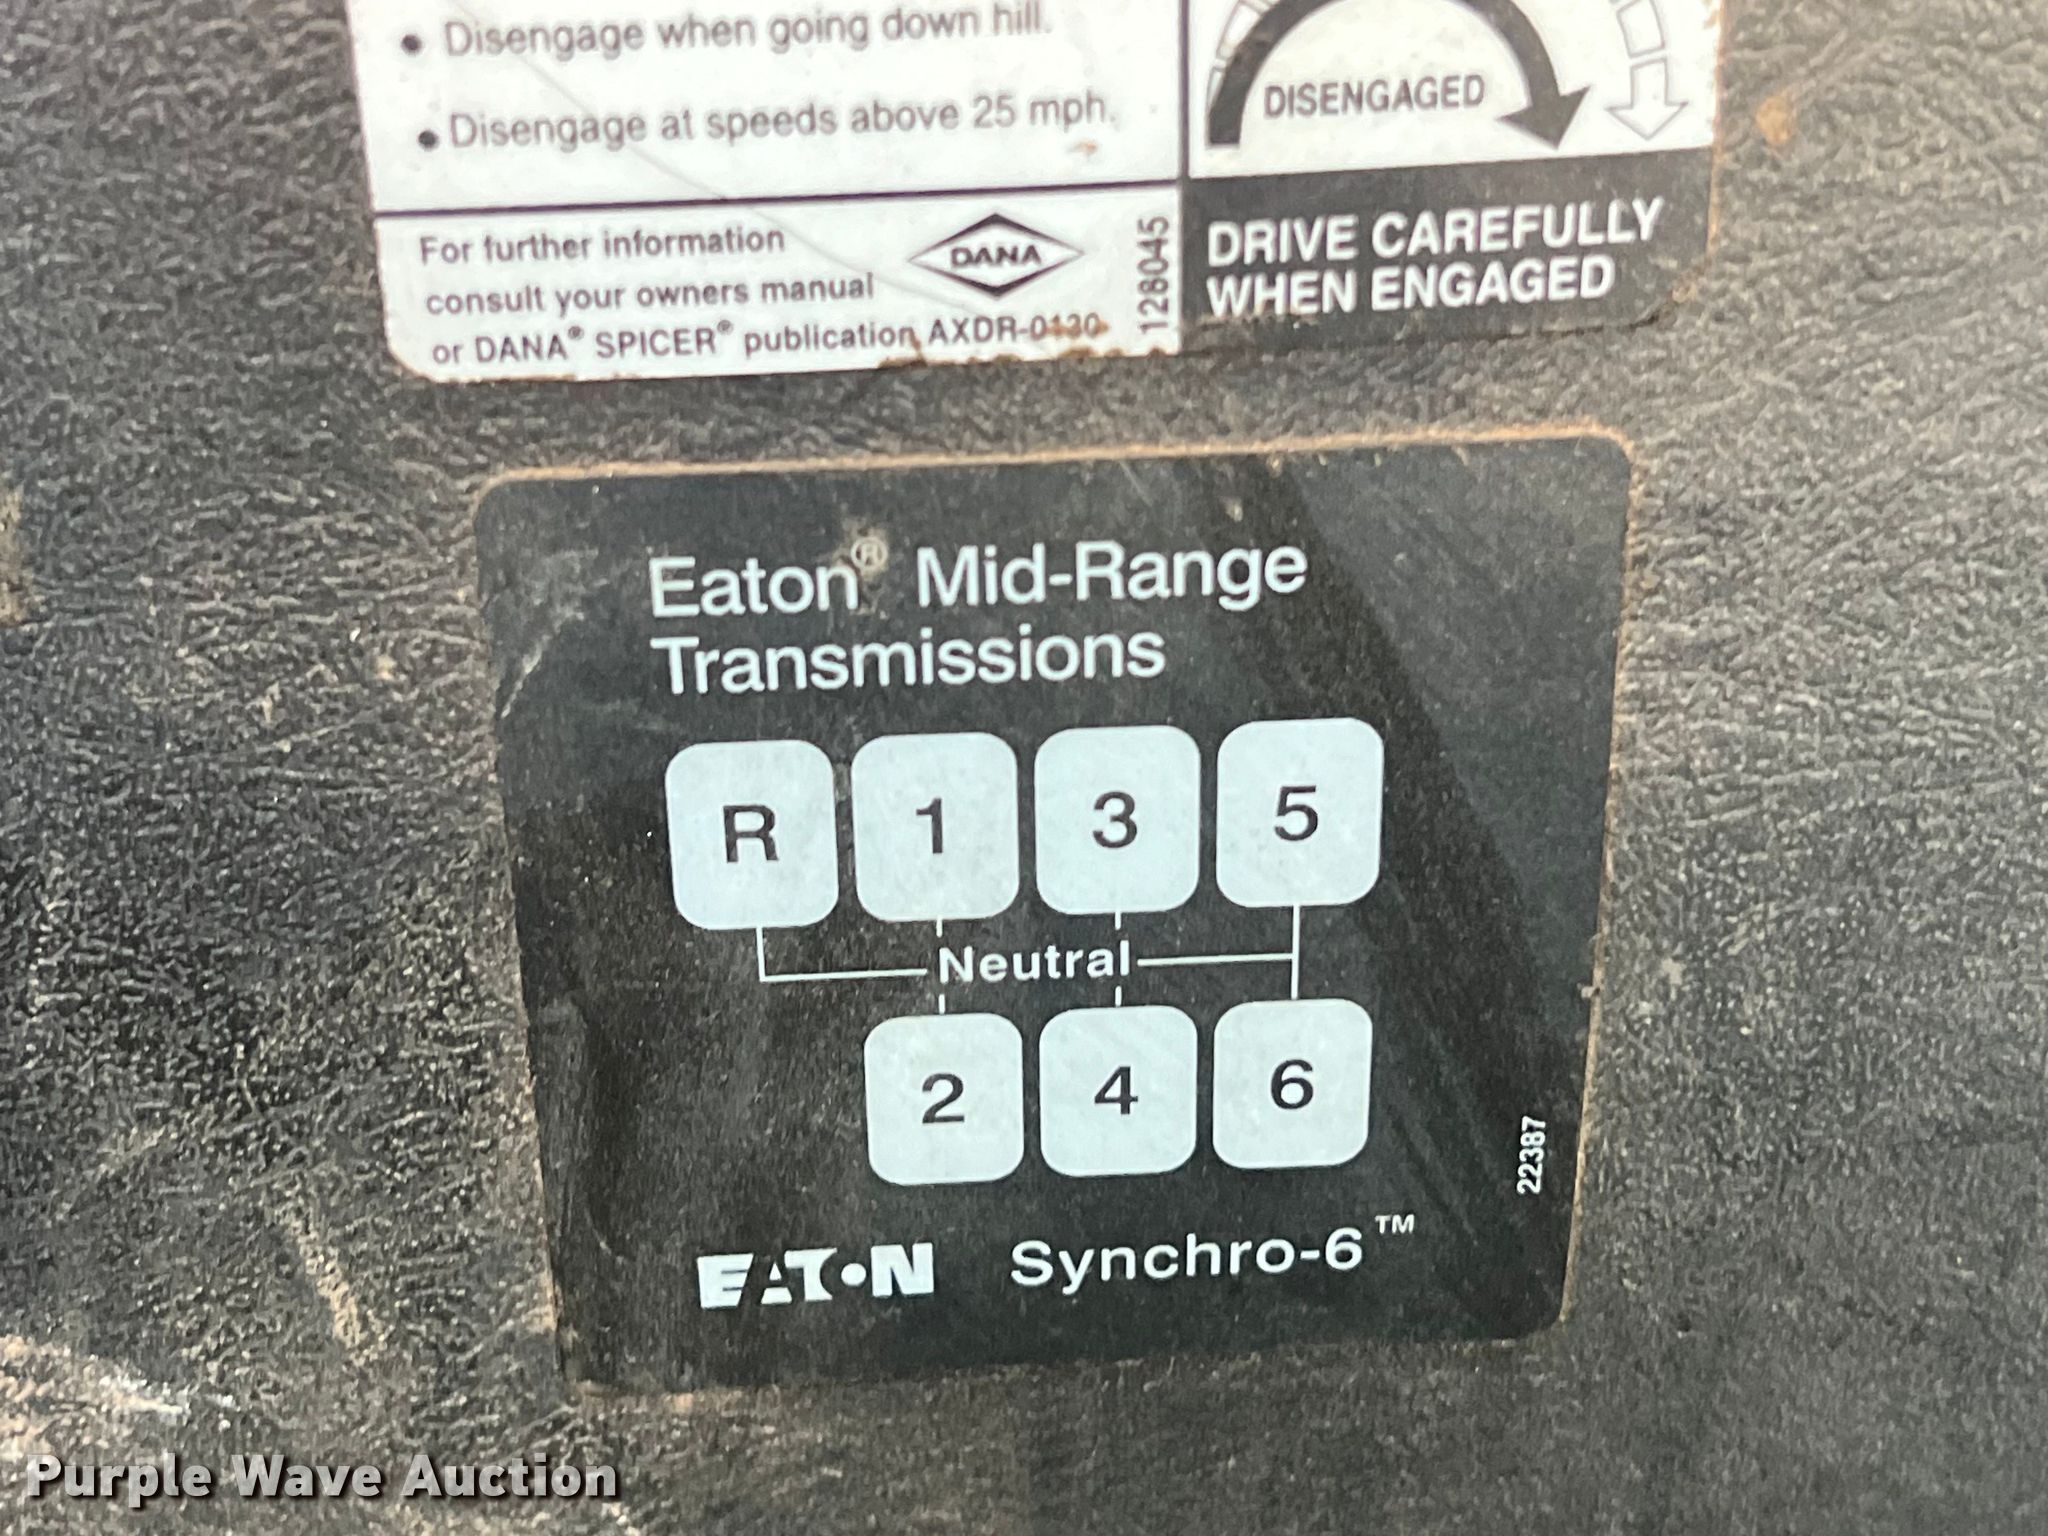 • Disengage when going down hill.
• Disengage at speeds above 25 mph.
DISENGAGED
For further information
consult your owners manual
or DANA® SPICER® publication AXDR-0130
DANA
1280045
DRIVE CAREFULLY
WHEN ENGAGED
Eaton® Mid-Range
Transmissions
R 1 3 5
Neutral
2 4 6
22387
EATON Synchro-6™
Purple Wave Auction